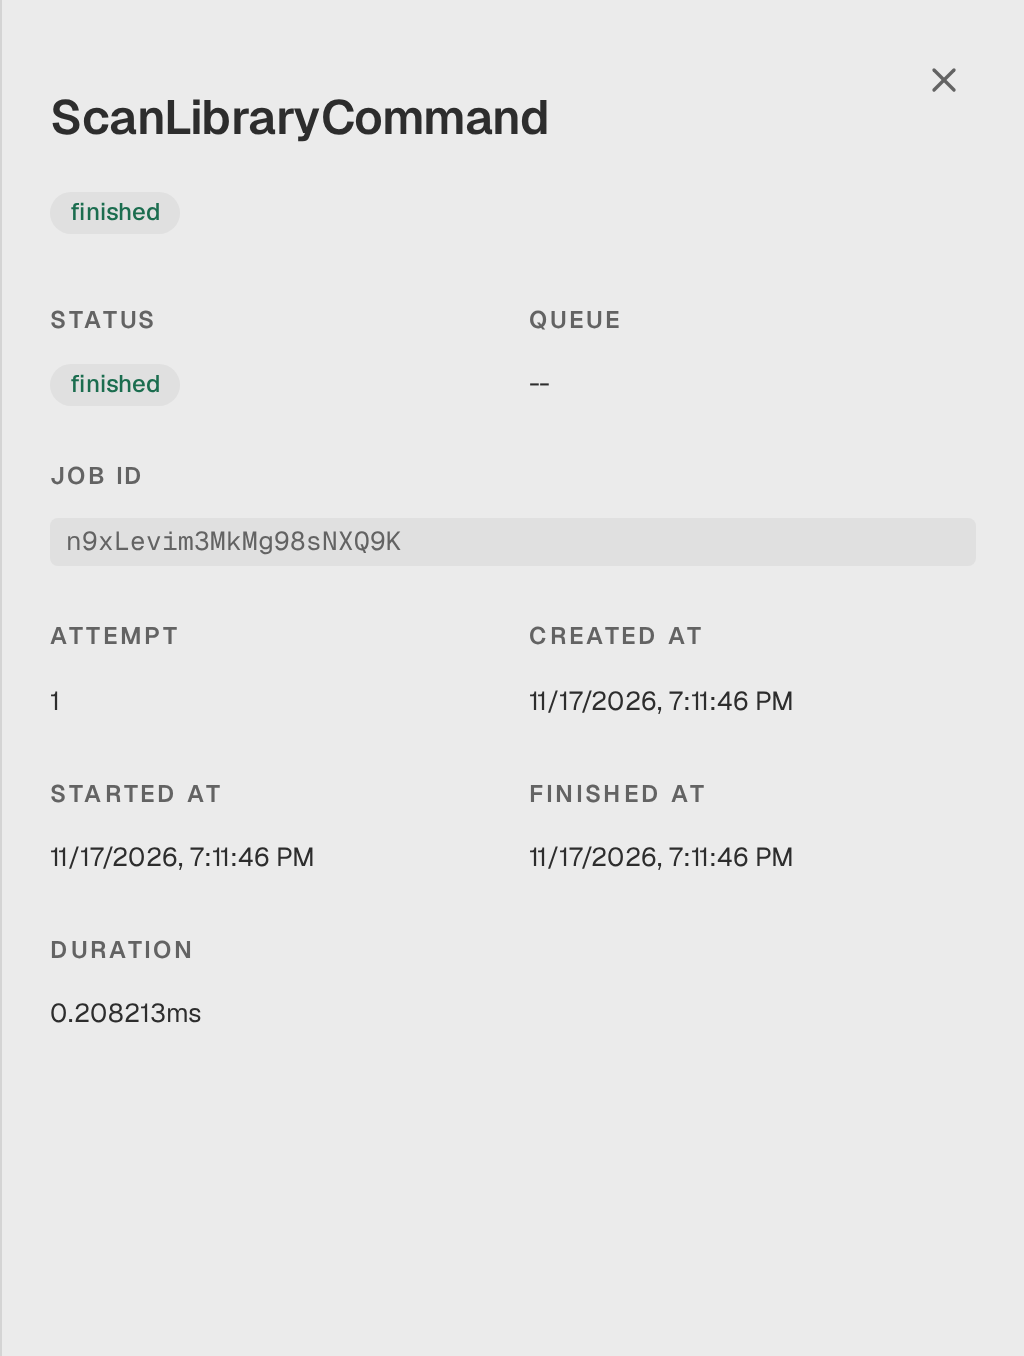 ScanLibraryCommand
finished
STATUS
QUEUE
finished
--
JOB ID
n9xLevim3MkMg98sNXQ9K
ATTEMPT
CREATED AT
1
11/17/2026, 7:11:46 PM
STARTED AT
FINISHED AT
11/17/2026, 7:11:46 PM
11/17/2026, 7:11:46 PM
DURATION
0.208213ms